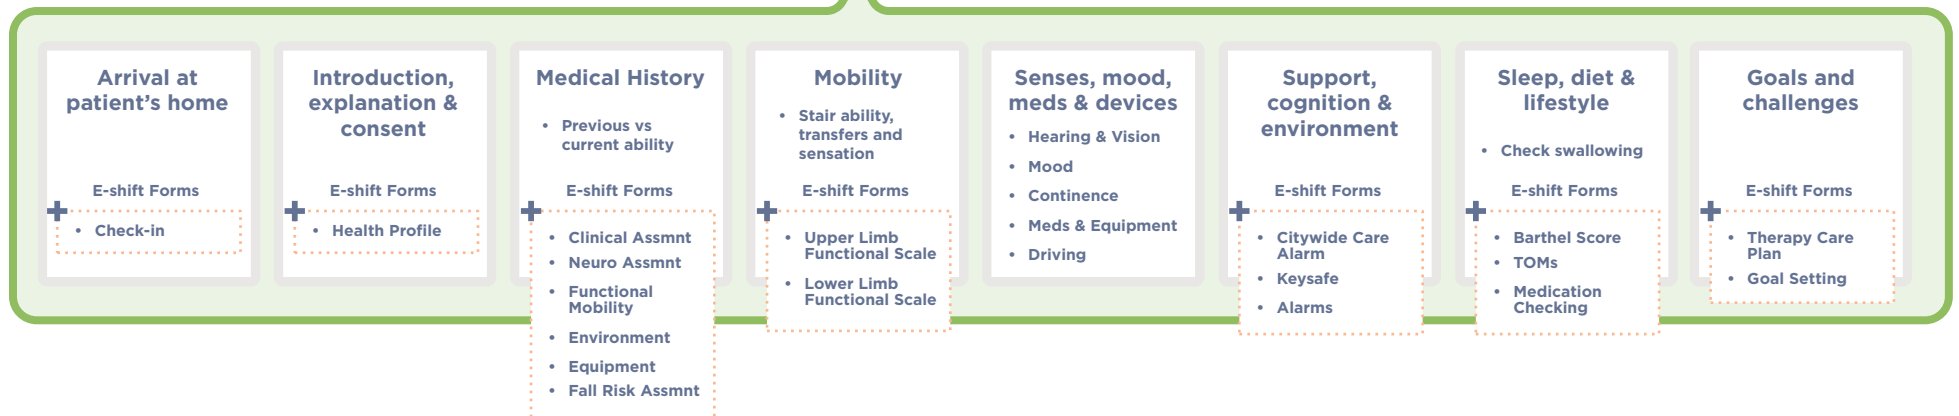 Arrival at
patient's home
E-shift Forms
+
• Check-in
Introduction,
explanation &
consent
E-shift Forms
+
• Health Profile
Medical History
• Previous vs
current ability
E-shift Forms
+
• Clinical Assmnt
• Neuro Assmnt
• Functional
Mobility
• Environment
• Equipment
• Fall Risk Assmnt
Mobility
• Stair ability,
transfers and
sensation
E-shift Forms
+
• Upper Limb
Functional Scale
• Lower Limb
Functional Scale
Senses, mood,
meds & devices
• Hearing & Vision
• Mood
• Continence
• Meds & Equipment
• Driving
Support,
cognition &
environment
E-shift Forms
+
• Citywide Care
Alarm
• Keysafe
• Alarms
Sleep, diet &
lifestyle
• Check swallowing
E-shift Forms
+
• Barthel Score
• TOMs
• Medication
Checking
Goals and
challenges
E-shift Forms
+
• Therapy Care
Plan
• Goal Setting